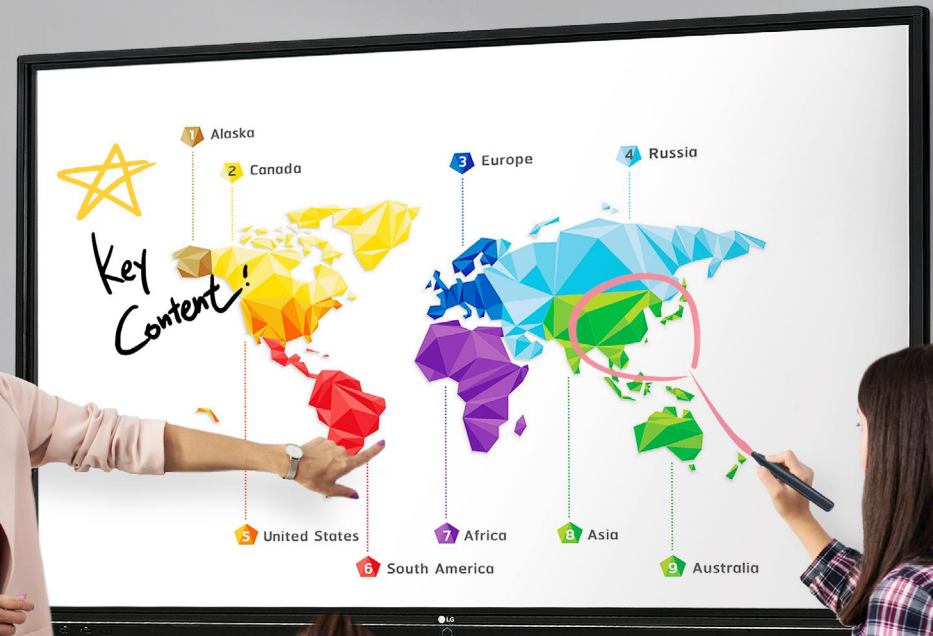 1 Alaska
2 Canada
3 Europe
4 Russia
Key
Content!
5 United States
6 South America
7 Africa
8 Asia
9 Australia
LG